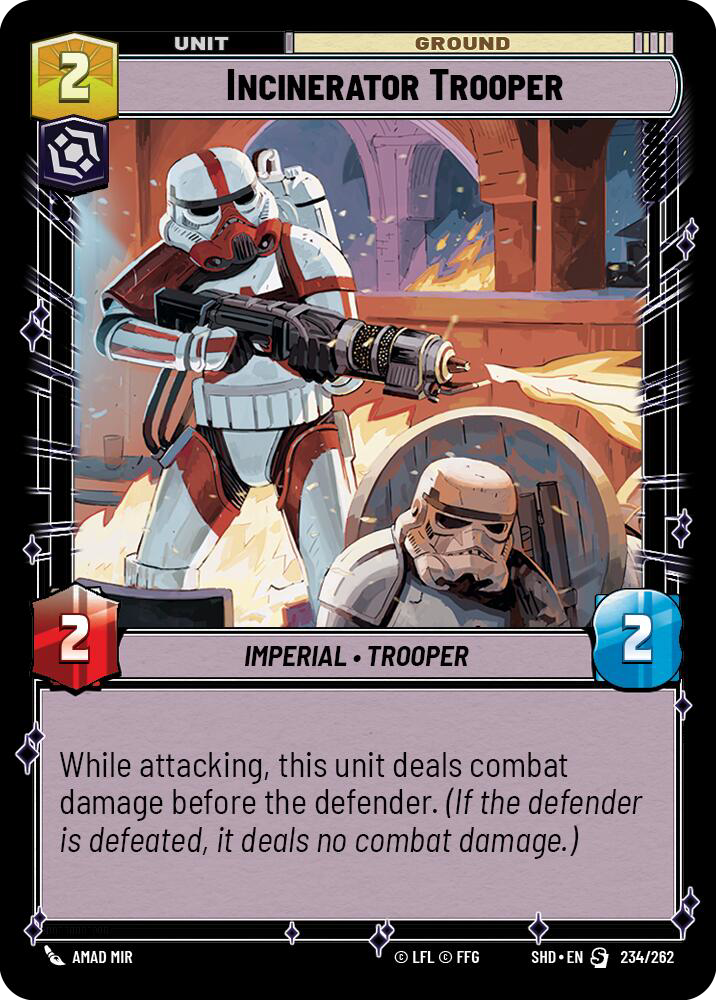 UNIT
GROUND
2
INCINERATOR TROOPER
2
IMPERIAL • TROOPER
2
While attacking, this unit deals combat
damage before the defender. (If the defender
is defeated, it deals no combat damage.)
AMAD MIR
© LFL © FFG
SHD • EN
234/262